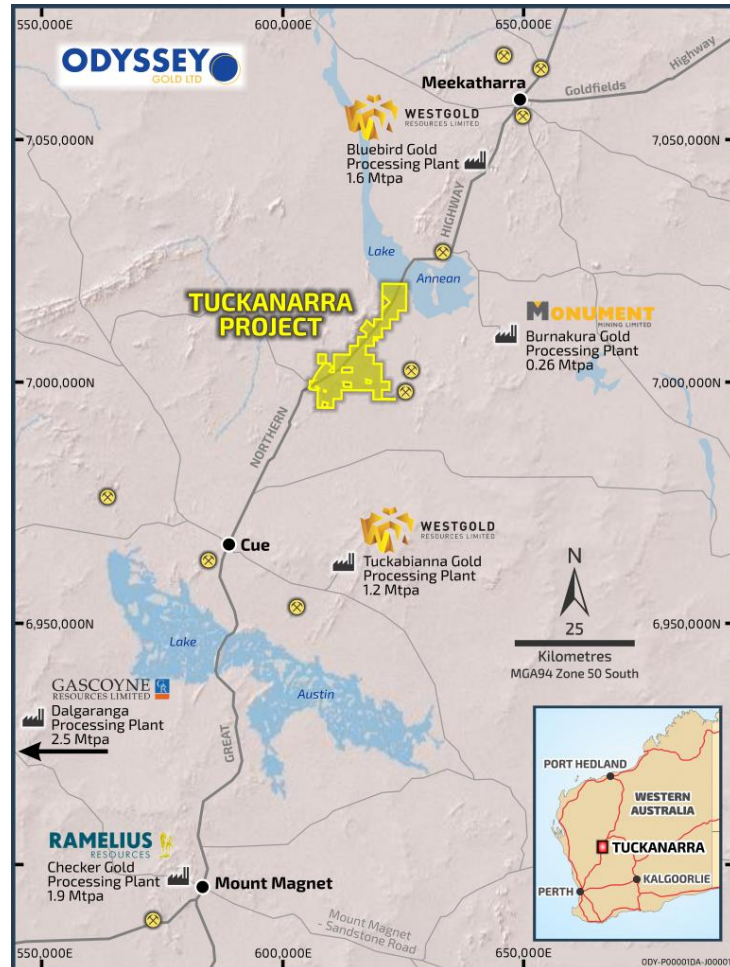 550,000E
600,000E
650,000E
ODYSSEY
GOLD LTD
Meekatharra
Goldfields
Highway
WESTGOLD
RESOURCES LIMITED
7,050,000N
7,050,000N
Bluebird Gold
Processing Plant
1.6 Mtpa
HIGHWAY
Lake
Annean
TUCKANARRA
PROJECT
MONUMENT
MINING LIMITED
Burnakura Gold
Processing Plant
0.26 Mtpa
7,000,000N
7,000,000N
NORTHERN
WESTGOLD
RESOURCES LIMITED
Cue
Tuckabianna Gold
Processing Plant
1.2 Mtpa
N
6,950,000N
6,950,000N
25
Kilometres
MGA94 Zone 50 South
Lake
Austin
GASCOYNE
RESOURCES LIMITED
GR
Dalgaranga
Processing Plant
2.5 Mtpa
GREAT
PORT HEDLAND
WESTERN
AUSTRALIA
TUCKANARRA
KALGOORLIE
PERTH
RAMELIUS
RESOURCES
Checker Gold
Processing Plant
1.9 Mtpa
Mount Magnet
Mount Magnet
- Sandstone Road
550,000E
600,000E
650,000E
ODY-P00001DA-J00001